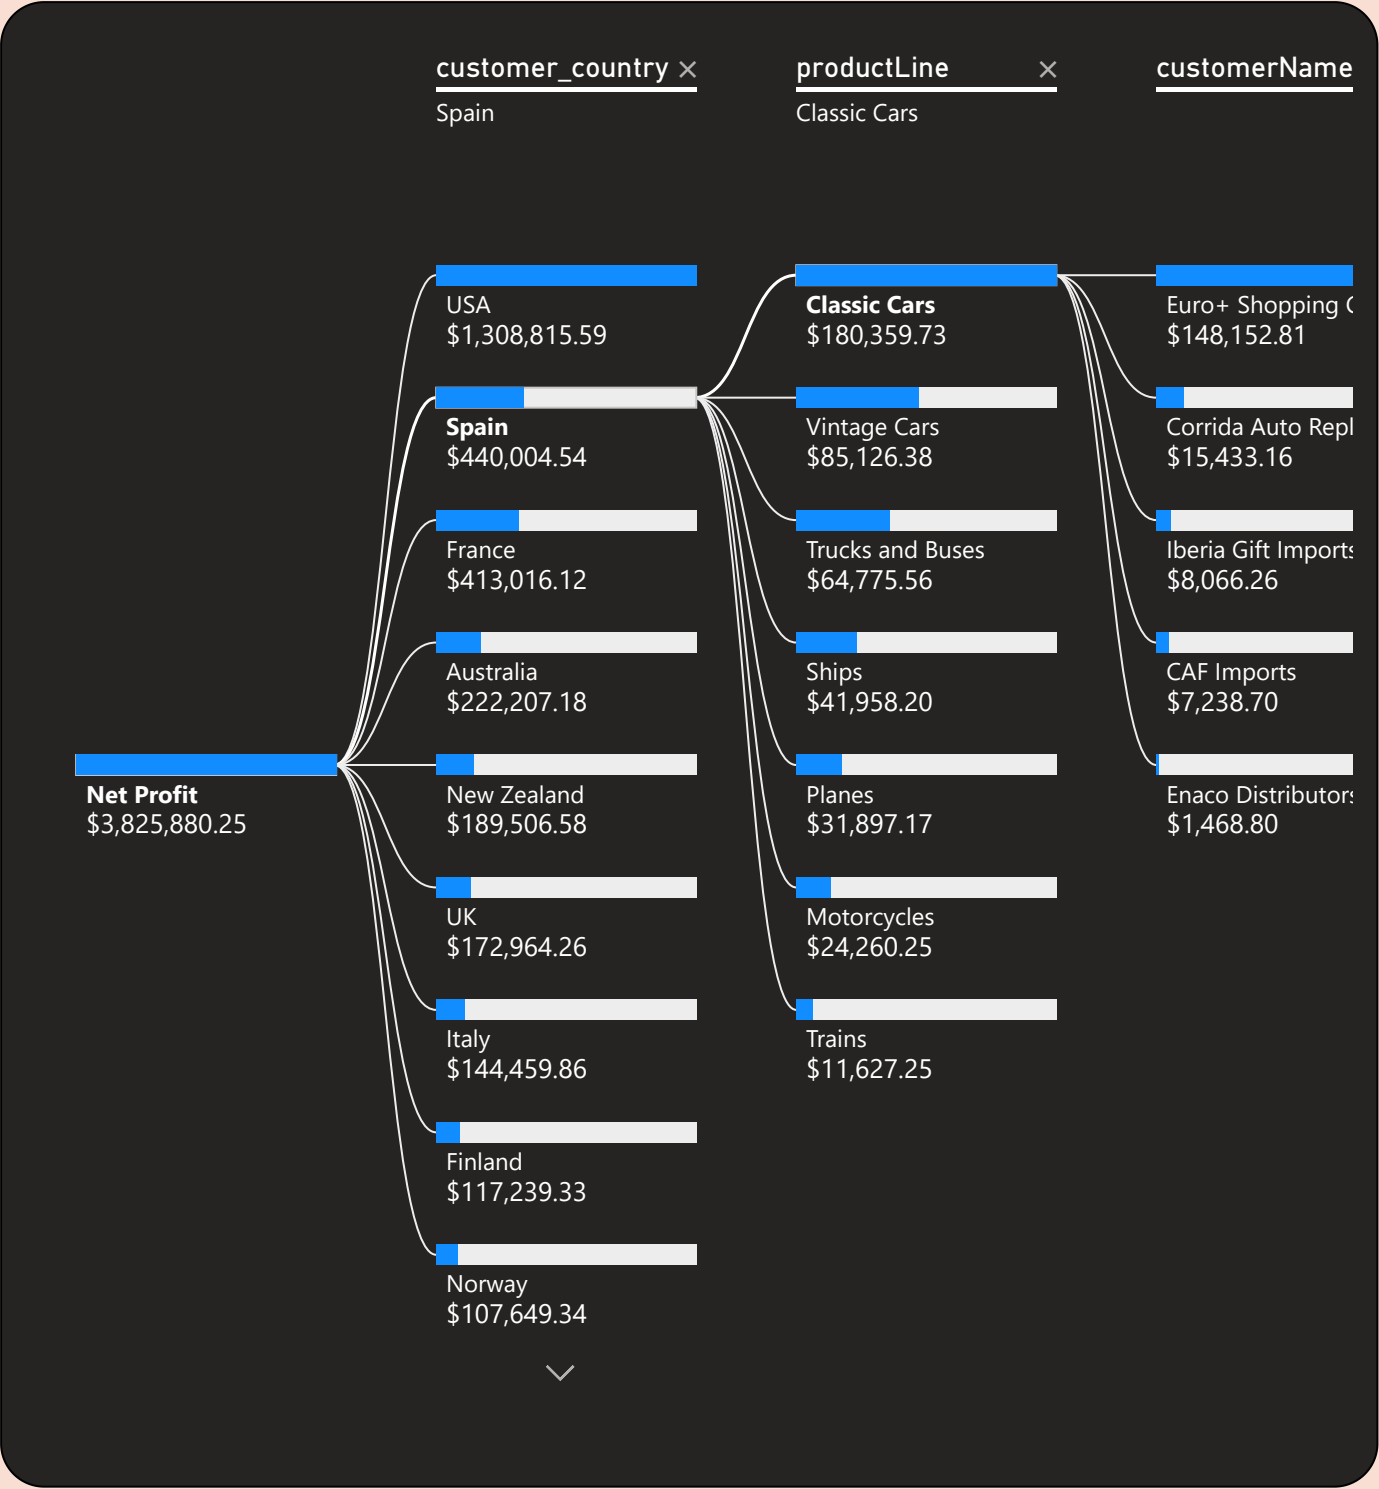 customer_country
Spain
productLine
Classic Cars
customerName
Net Profit
$3,825,880.25
USA
$1,308,815.59
Spain
$440,004.54
France
$413,016.12
Australia
$222,207.18
New Zealand
$189,506.58
UK
$172,964.26
Italy
$144,459.86
Finland
$117,239.33
Norway
$107,649.34
Classic Cars
$180,359.73
Vintage Cars
$85,126.38
Trucks and Buses
$64,775.56
Ships
$41,958.20
Planes
$31,897.17
Motorcycles
$24,260.25
Trains
$11,627.25
Euro+ Shopping
$148,152.81
Corrida Auto Repl
$15,433.16
Iberia Gift Imports
$8,066.26
CAF Imports
$7,238.70
Enaco Distributors
$1,468.80